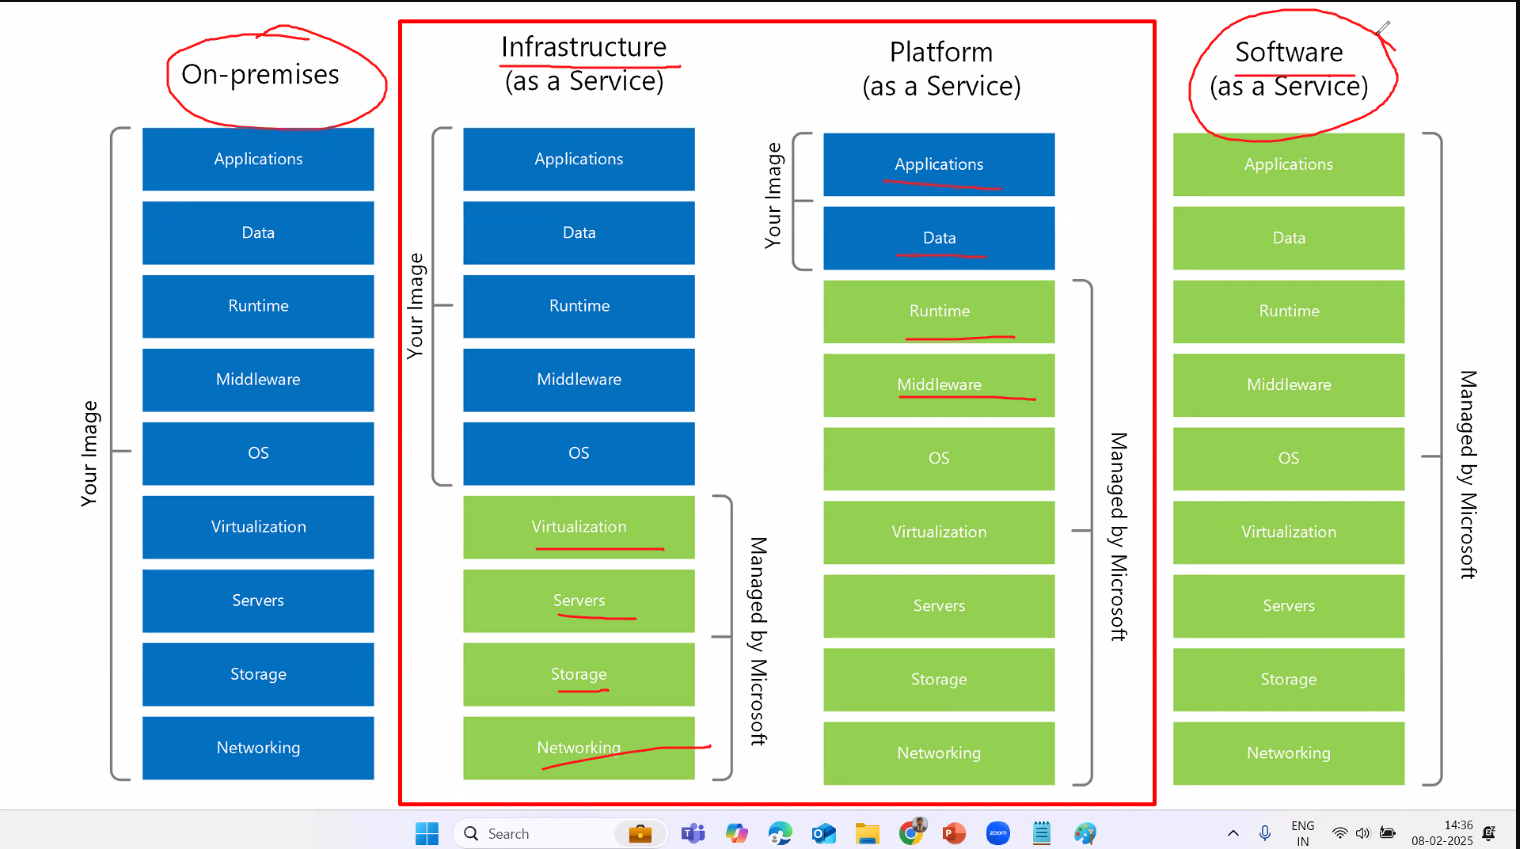 On-premises
Your Image
Applications
Data
Runtime
Middleware
OS
Virtualization
Servers
Storage
Networking
Infrastructure
(as a Service)
Your Image
Applications
Data
Runtime
Middleware
OS
Virtualization
Servers
Storage
Networking
Managed by Microsoft
Platform
(as a Service)
Your Image
Applications
Data
Runtime
Middleware
OS
Virtualization
Servers
Storage
Networking
Managed by Microsoft
Software
(as a Service)
Applications
Data
Runtime
Middleware
OS
Virtualization
Servers
Storage
Networking
Managed by Microsoft
Search
zoom
ENG
IN
14:36
08-02-2025